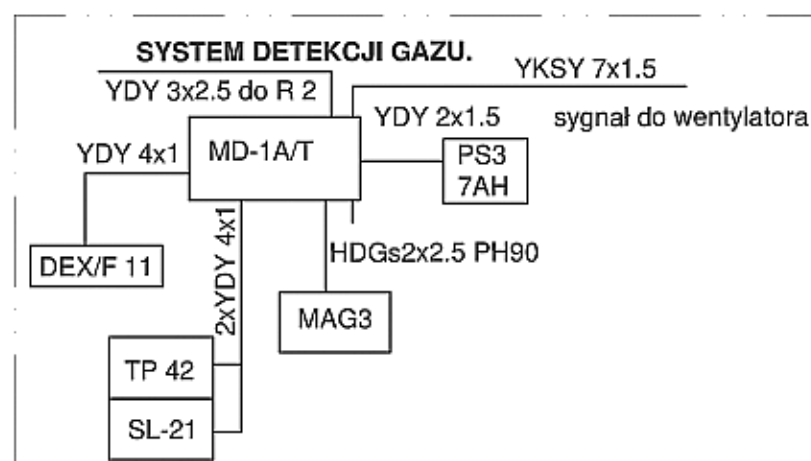 SYSTEM DETEKCJI GAZU.
YKSY 7x1.5
YDY 3x2.5 do R 2
YDY 2x1.5
sygnał do wentylatora
YDY 4x1
MD-1A/T
PS3
7AH
2xYDY 4x1
HDGs2x2.5 PH90
DEX/F 11
MAG3
TP 42
SL-21